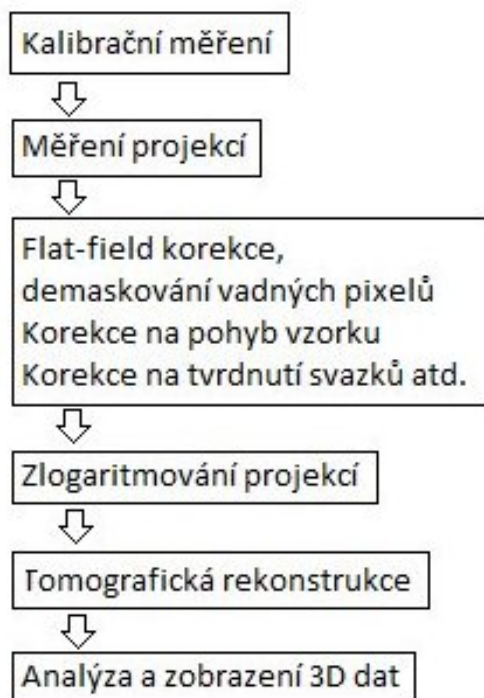 Kalibrační měření
Měření projekcí
Flat-field korekce,
demaskování vadných pixelů
Korekce na pohyb vzorku
Korekce na tvrdnutí svazků atd.
Zlogaritmování projekcí
Tomografická rekonstrukce
Analýza a zobrazení 3D dat